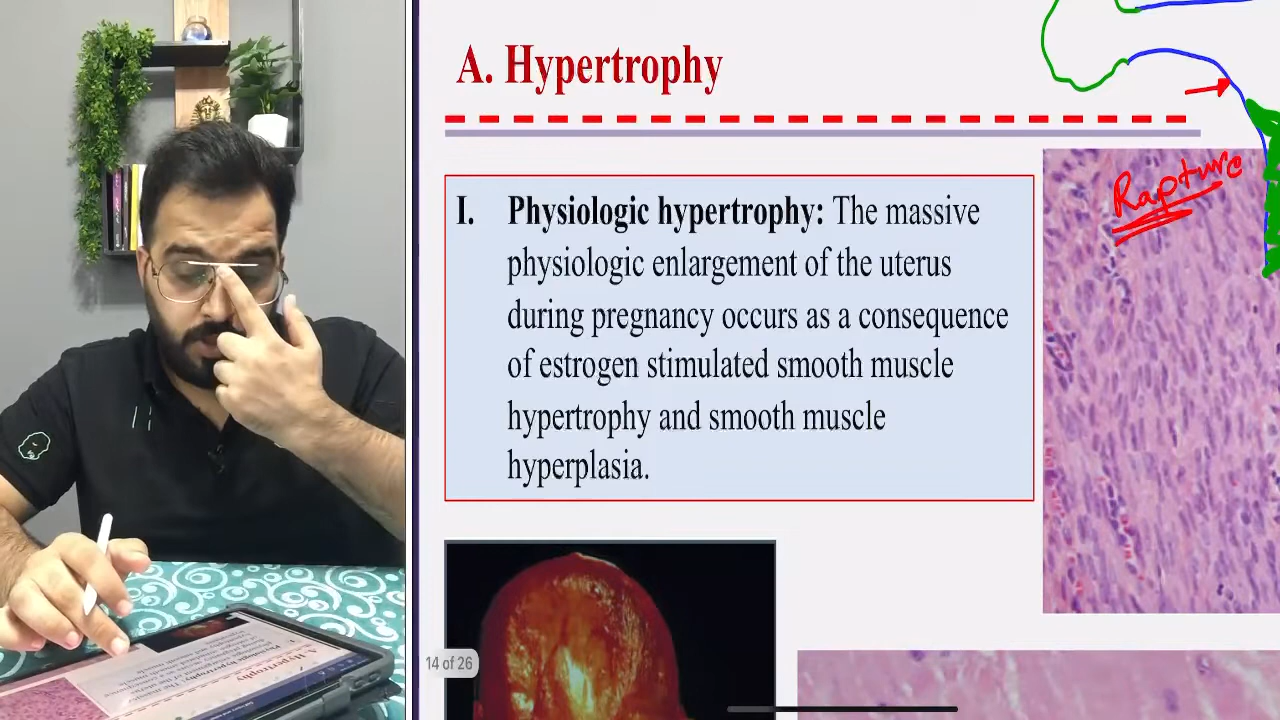 A. Hypertrophy
Rapture
I. Physiologic hypertrophy: The massive
physiologic enlargement of the uterus
during pregnancy occurs as a consequence
of estrogen stimulated smooth muscle
hypertrophy and smooth muscle
hyperplasia.
14 of 26